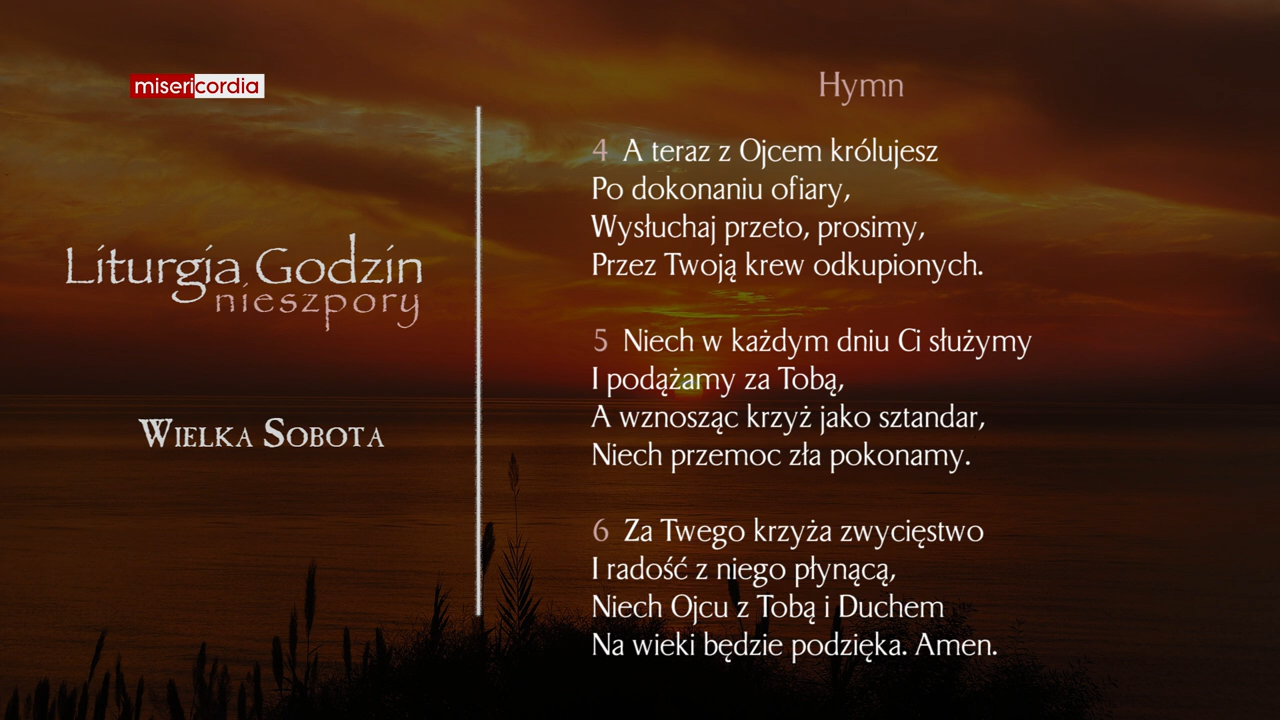 misericordia
Liturgia Godzin
nieszpory
Wielka Sobota
Hymn
4 A teraz z Ojcem królujesz
Po dokonaniu ofiary,
Wysłuchaj przeto, prosimy,
Przez Twoją krew odkupionych.
5 Niech w każdym dniu Ci służymy
I podążamy za Tobą,
A wznosząc krzyż jako sztandar,
Niech przemoc zła pokonamy.
6 Za Twego krzyża zwycięstwo
I radość z niego płynącą,
Niech Ojcu z Tobą i Duchem
Na wieki będzie podzięka. Amen.